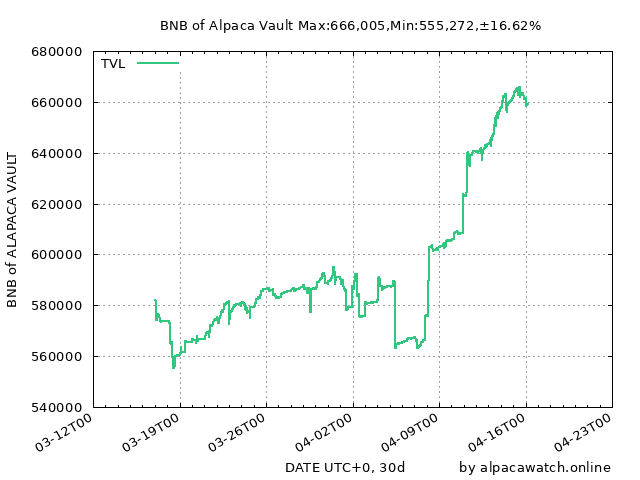 BNB of Alpaca Vault Max:666,005,Min:555,272,±16.62%
TVL
680000
660000
640000
620000
600000
580000
560000
540000
BNB of ALAPACA VAULT
03-12T00
03-19T00
03-26T00
04-02T00
04-09T00
04-16T00
04-23T00
DATE UTC+0, 30d
by alpacawatch.online